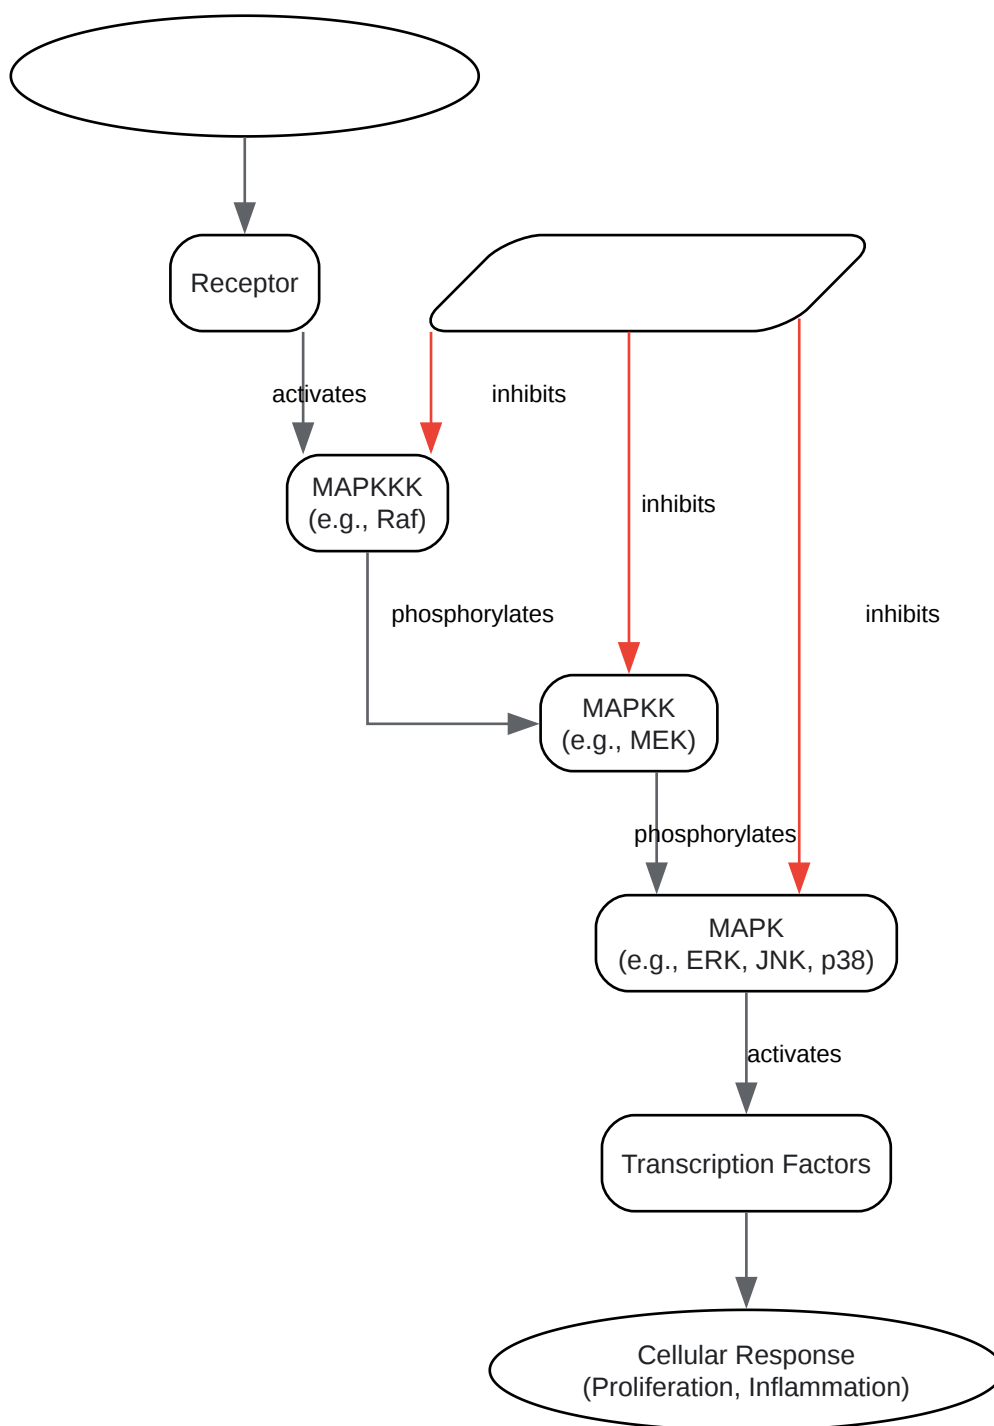 Receptor
activates
inhibits
MAPKKK
(e.g., Raf)
inhibits
phosphorylates
inhibits
MAPKK
(e.g., MEK)
phosphorylates
MAPK
(e.g., ERK, JNK, p38)
activates
Transcription Factors
Cellular Response
(Proliferation, Inflammation)